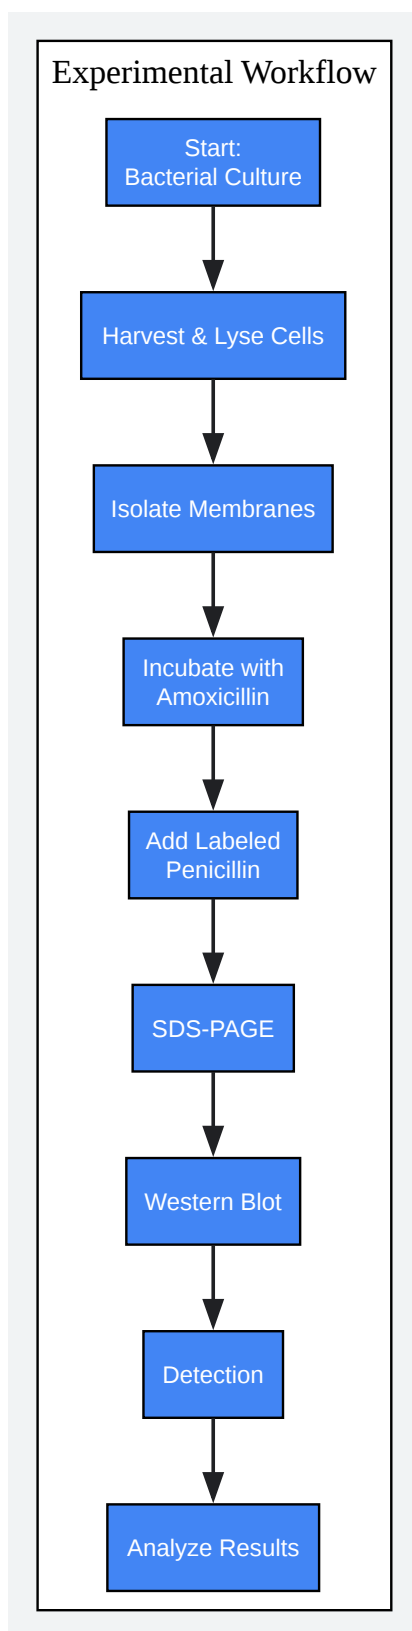 Experimental Workflow
Start:
Bacterial Culture
Harvest & Lyse Cells
Isolate Membranes
Incubate with
Amoxicillin
Add Labeled
Penicillin
SDS-PAGE
Western Blot
Detection
Analyze Results